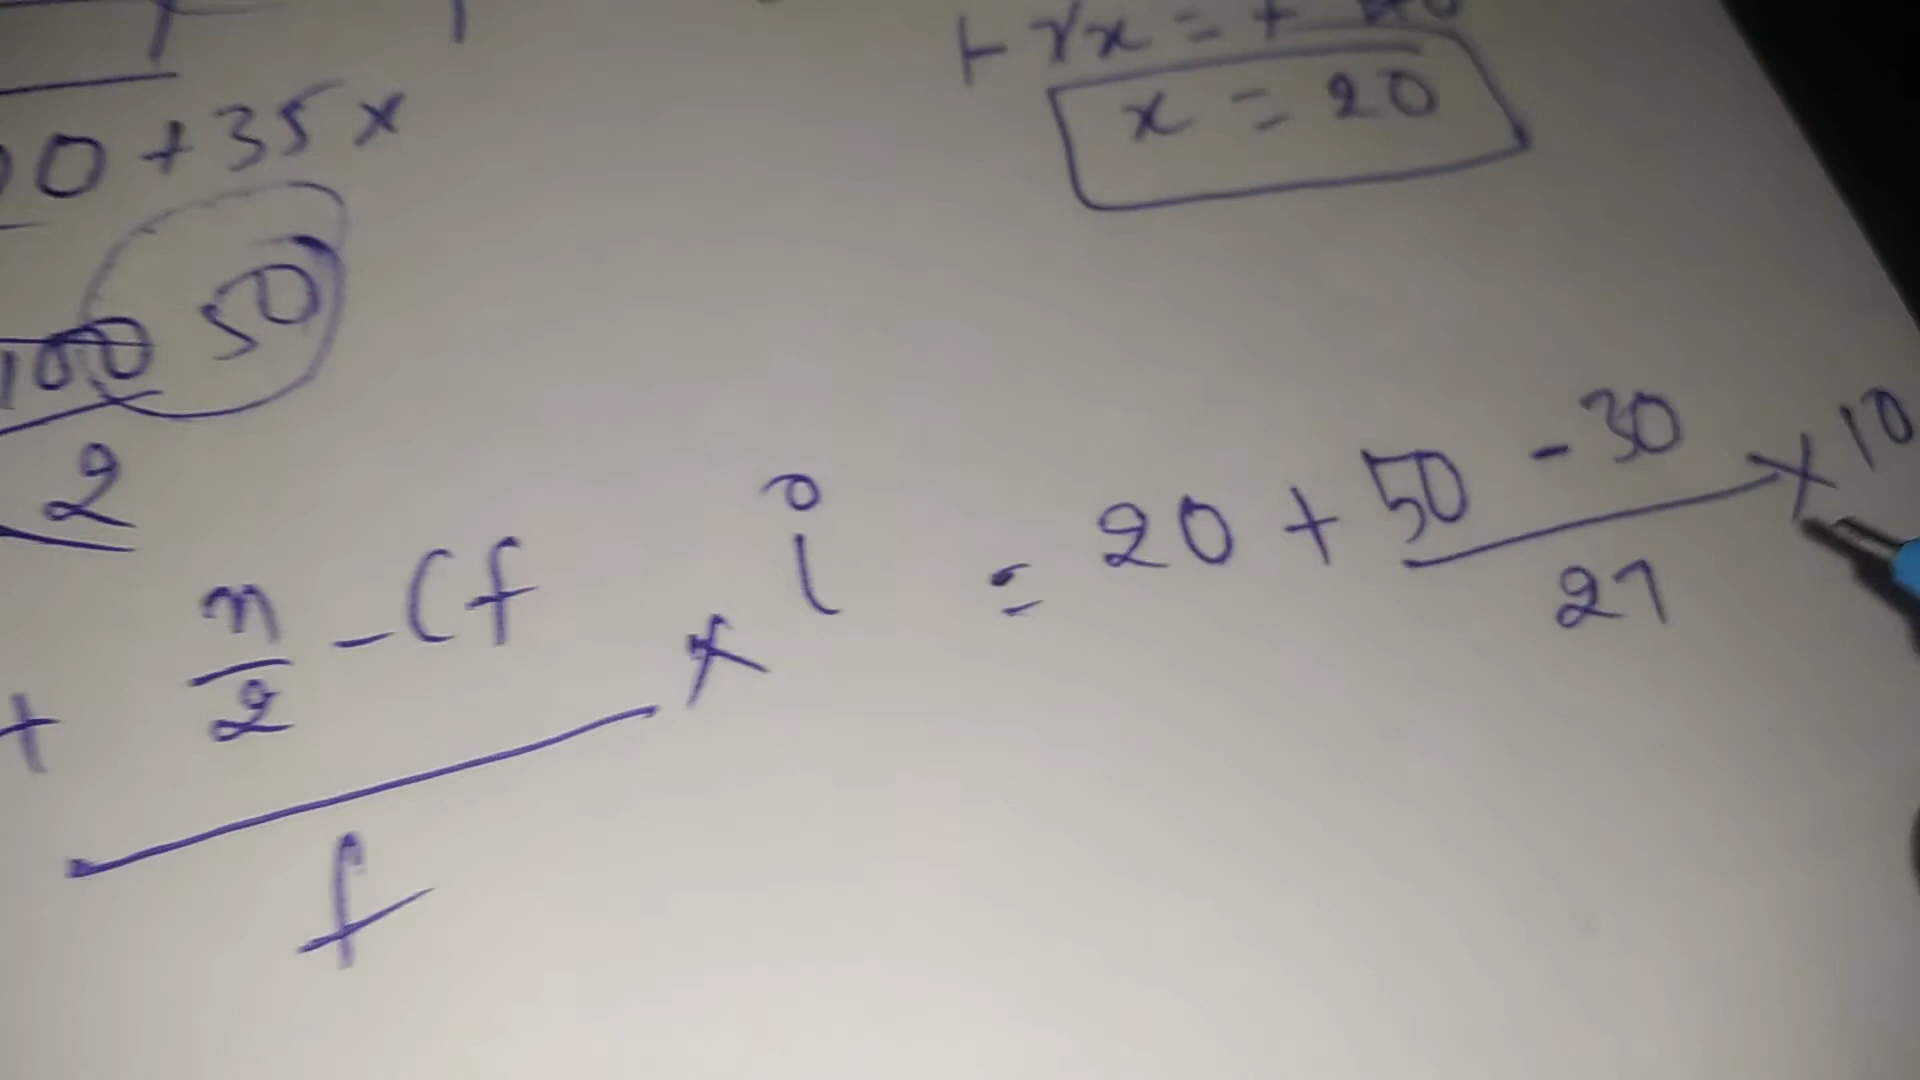 + x = +
x = 20
0 + 35x
100 50
2
+ n/2 - Cf / f × i = 20 + 50 - 30 / 27 × 10